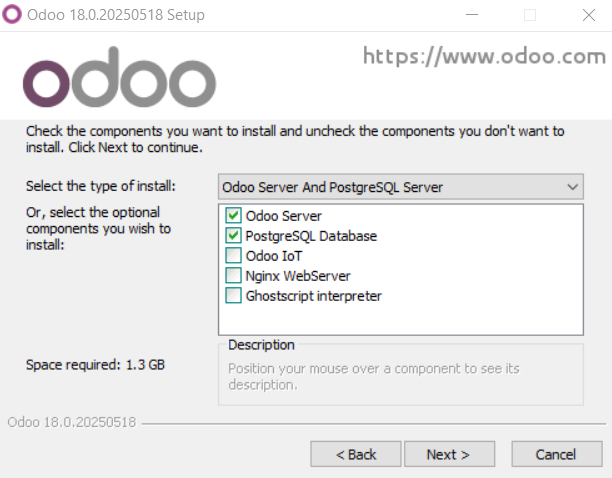 Odoo 18.0.20250518 Setup
odoo
https://www.odoo.com
Check the components you want to install and uncheck the components you don't want to
install. Click Next to continue.
Select the type of install:
Odoo Server And PostgreSQL Server
Or, select the optional
components you wish to
install:
Odoo Server
PostgreSQL Database
Odoo IoT
Nginx WebServer
Ghostscript interpreter
Space required: 1.3 GB
Description
Position your mouse over a component to see its
description.
Odoo 18.0.20250518
< Back
Next >
Cancel